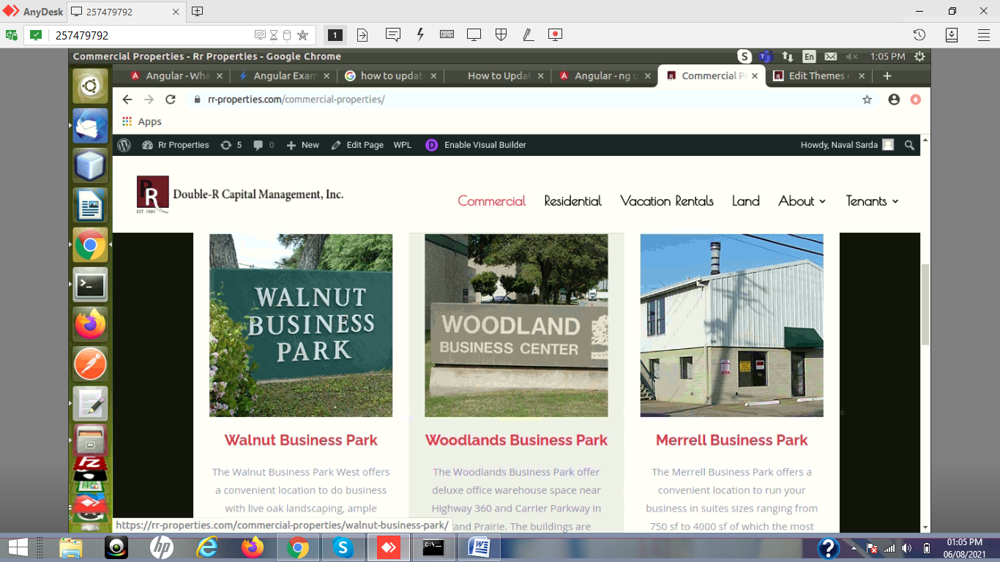 AnyDesk
257479792
257479792
1
Commercial Properties - Rr Properties - Google Chrome
En
1:05 PM
Angular - Wha
Angular Exam
how to updat
How to Updat
Angular - ng u
Commercial P
Edit Themes
rr-properties.com/commercial-properties/
Apps
Rr Properties
5
0
New
Edit Page
WPL
D
Enable Visual Builder
Howdy, Naval Sarda
R
R
EST 1995
Double-R Capital Management, Inc.
Commercial
Residential
Vacation Rentals
Land
About
Tenants
WALNUT
BUSINESS
PARK
WOODLAND
BUSINESS CENTER
Walnut Business Park
Woodlands Business Park
Merrell Business Park
The Walnut Business Park West offers
a convenient location to do business
with live oak landscaping, ample
The Woodlands Business Park offer
deluxe office warehouse space near
Highway 360 and Carrier Parkway in
and Prairie. The buildings are
The Merrell Business Park offers a
convenient location to run your
business in suites sizes ranging from
750 sf to 4000 sf of which the most
https://rr-properties.com/commercial-properties/walnut-business-park/
01:05 PM
06/08/2021